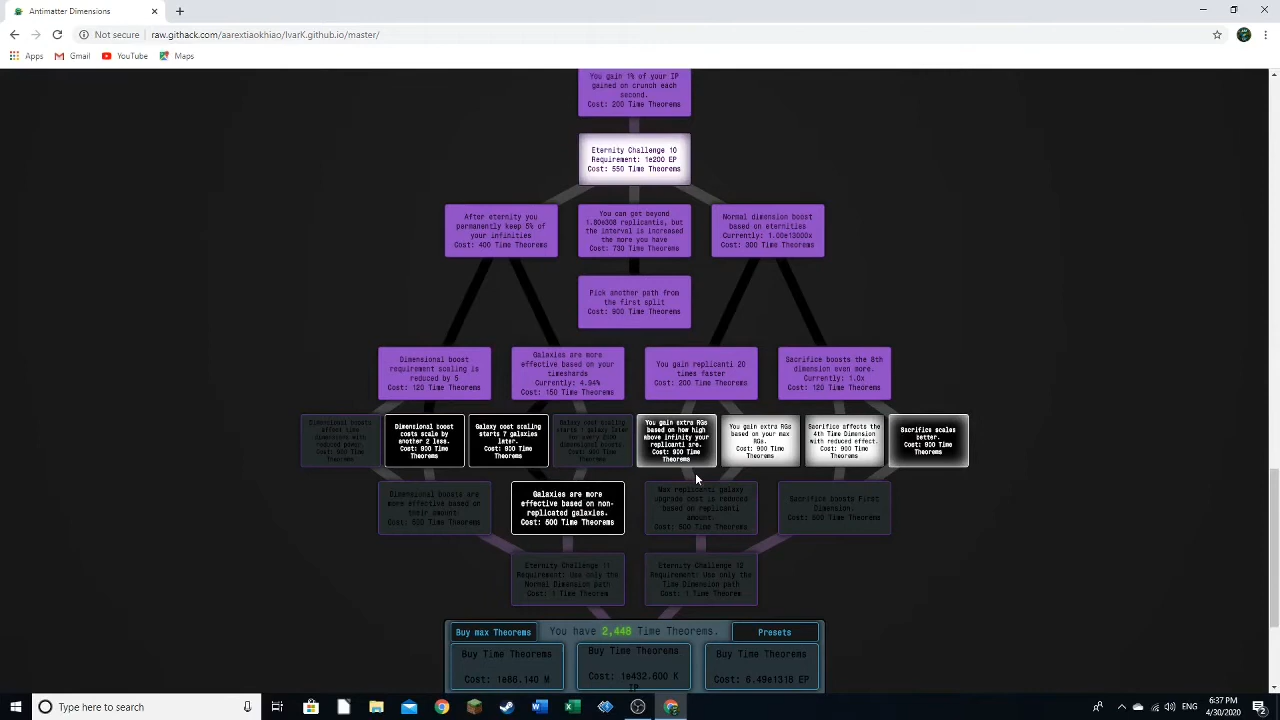 Antimatter Dimensions
Not secure | raw.githack.com/aarextiaokhiao/IvarK.github.io/master/
Apps
Gmail
YouTube
Maps
You gain 1% of your IP
gained on crunch each
second.
Cost: 200 Time Theorems
Eternity Challenge 10
Requirement: 1e200 EP
Cost: 550 Time Theorems
After eternity you
permanently keep 5% of
your infinities
Cost: 400 Time Theorems
You can get beyond
1.80e308 replicantis, but
the interval is increased
the more you have
Cost: 730 Time Theorems
Normal dimension boost
based on eternities
Currently: 1.00e13000x
Cost: 300 Time Theorems
Pick another path from
the first split
Cost: 900 Time Theorems
Dimensional boost
requirement scaling is
reduced by 5
Cost: 120 Time Theorems
Galaxies are more
effective based on your
timeshards
Currently: 4.94%
Cost: 150 Time Theorems
You gain replicanti 20
times faster
Cost: 200 Time Theorems
Sacrifice boosts the 8th
dimension even more.
Currently: 1.0x
Cost: 120 Time Theorems
Dimensional boosts
affect time
dimensions with
reduced power.
Cost: 900 Time
Theorems
Dimensional boost
costs scale by
another 2 less.
Cost: 900 Time
Theorems
Galaxy cost scaling
starts 7 galaxies
later.
Cost: 900 Time
Theorems
Galaxy cost scaling
starts 1 galaxy later
for every
dimensional boosts.
Cost: 900 Time
Theorems
You gain extra RGs
based on how high
above infinity your
replicanti are.
Cost: 900 Time
Theorems
You gain extra RGs
based on your max
RGs.
Cost: 900 Time
Theorems
Sacrifice affects the
4th Time Dimension
with reduced effect.
Cost: 900 Time
Theorems
Sacrifice scales
better.
Cost: 900 Time
Theorems
Dimensional boosts are
more effective based on
their amount.
Cost: Time Theorems
Galaxies are more
effective based on non-
replicated galaxies.
Cost: 500 Time Theorems
Max replicanti galaxy
upgrade cost is reduced
based on replicanti
amount.
Cost: 500 Time Theorems
Sacrifice boosts First
Dimension.
Cost: Time Theorems
Eternity Challenge 11
Requirement: Use only the
Normal Dimension path
Cost: 1 Time Theorem
Eternity Challenge 12
Requirement: Use only the
Time Dimension path
Cost: 1 Time Theorem
Buy max Theorems
You have 2,448 Time Theorems.
Presets
Buy Time Theorems
Cost: 1e66.140 M
Buy Time Theorems
Cost: 1e432.800 K
IP
Buy Time Theorems
Cost: 6.49e1318 EP
Type here to search
ENG
6:37 PM
4/30/2020